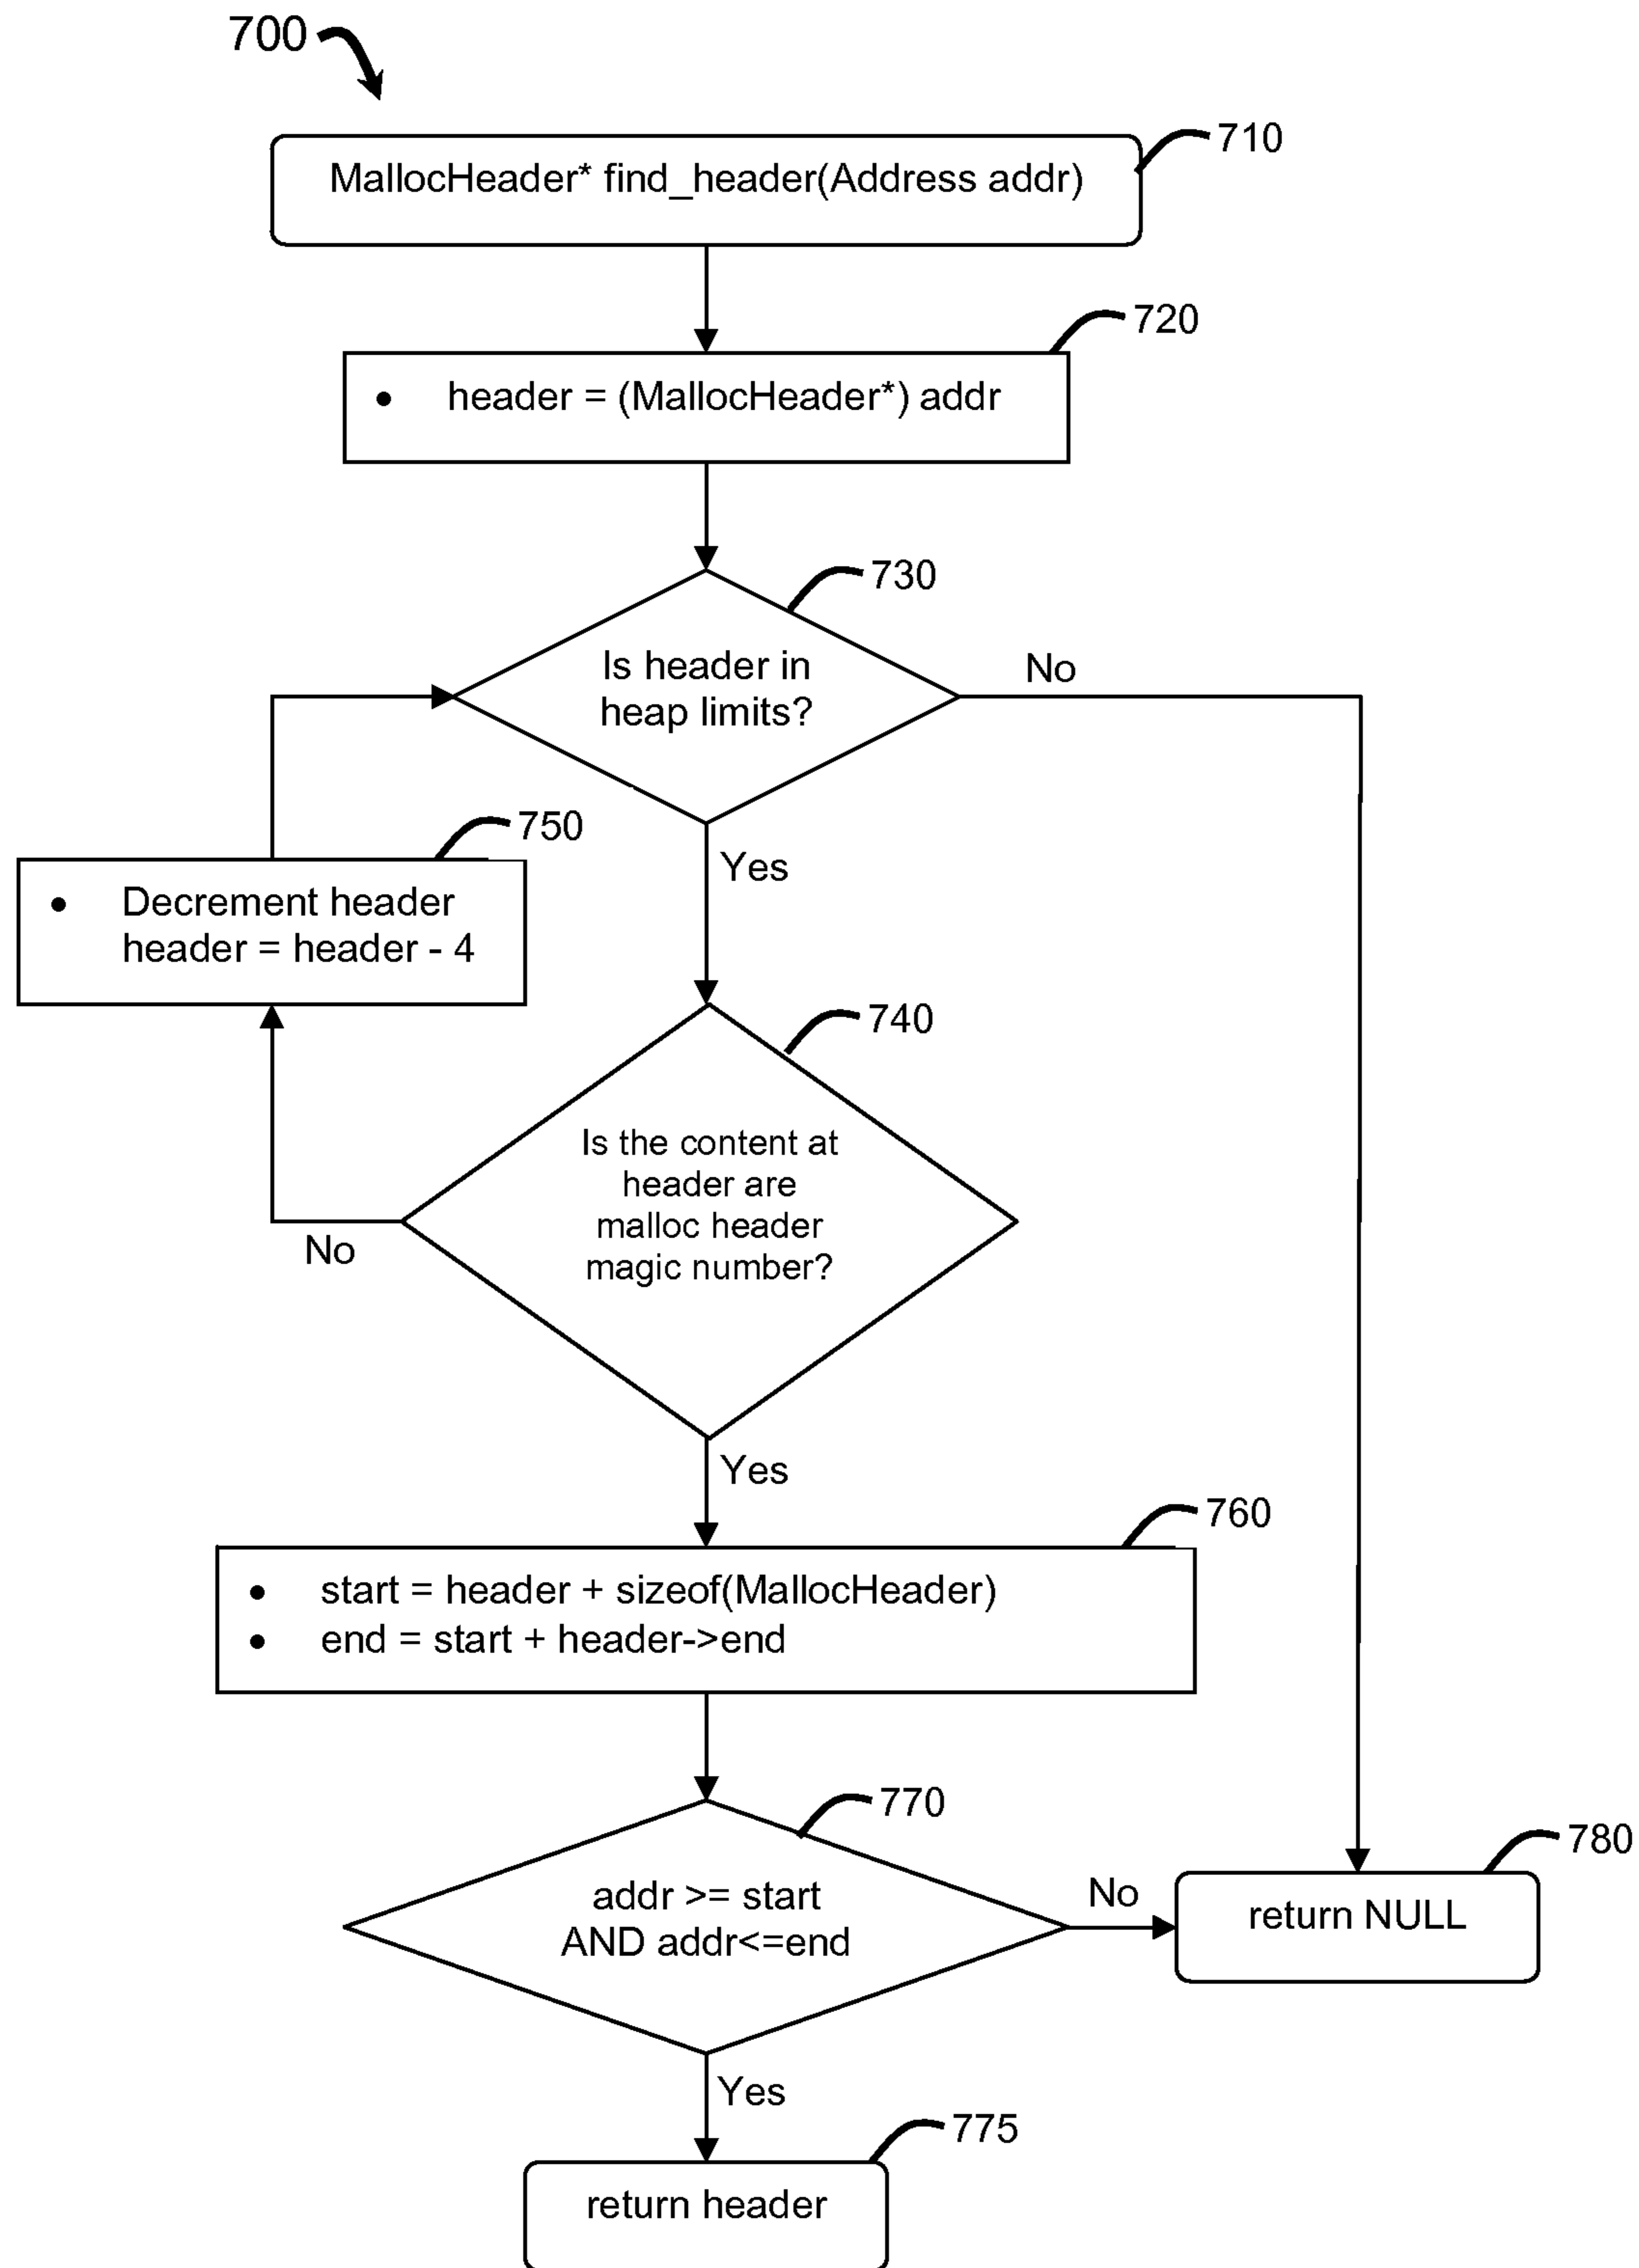 700
710
MallocHeader* find_header(Address addr)
720
• header = (MallocHeader*) addr
730
Is header in
heap limits?
No
750
Yes
• Decrement header
header = header - 4
740
Is the content at
header are
malloc header
magic number?
No
Yes
760
• start = header + sizeof(MallocHeader)
• end = start + header->end
770
780
addr >= start
AND addr<=end
No
return NULL
Yes
775
return header